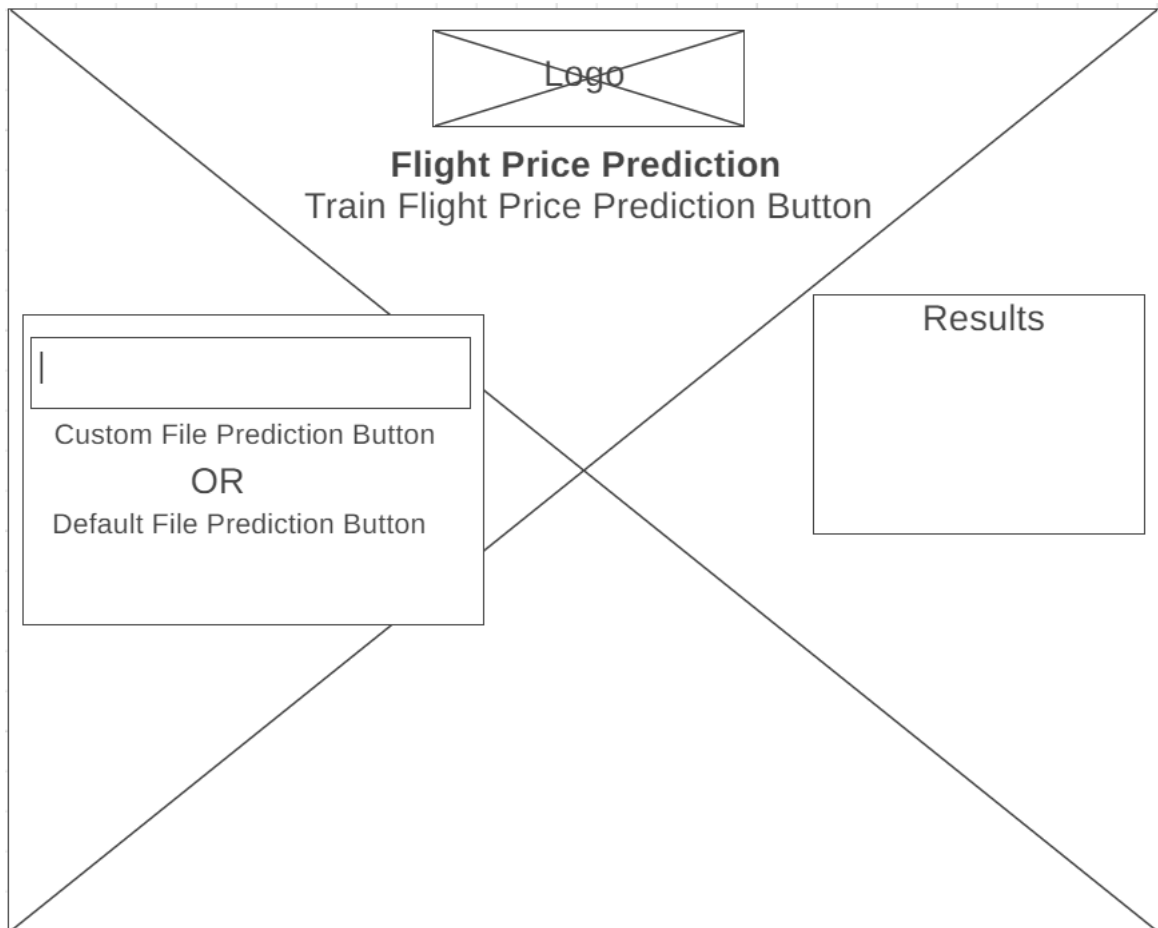 Logo
Flight Price Prediction
Train Flight Price Prediction Button
Custom File Prediction Button
OR
Default File Prediction Button
Results